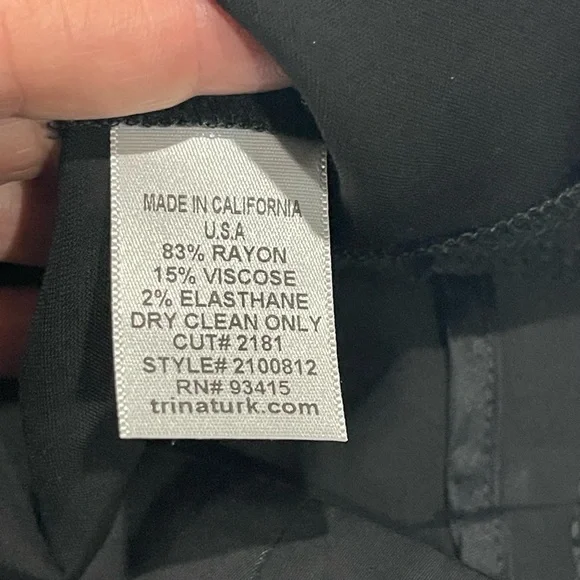 MADE IN CALIFORNIA
U.S.A
83% RAYON
15% VISCOSE
2% ELASTHANE
DRY CLEAN ONLY
CUT# 2181
STYLE# 2100812
RN# 93415
trinaturk.com